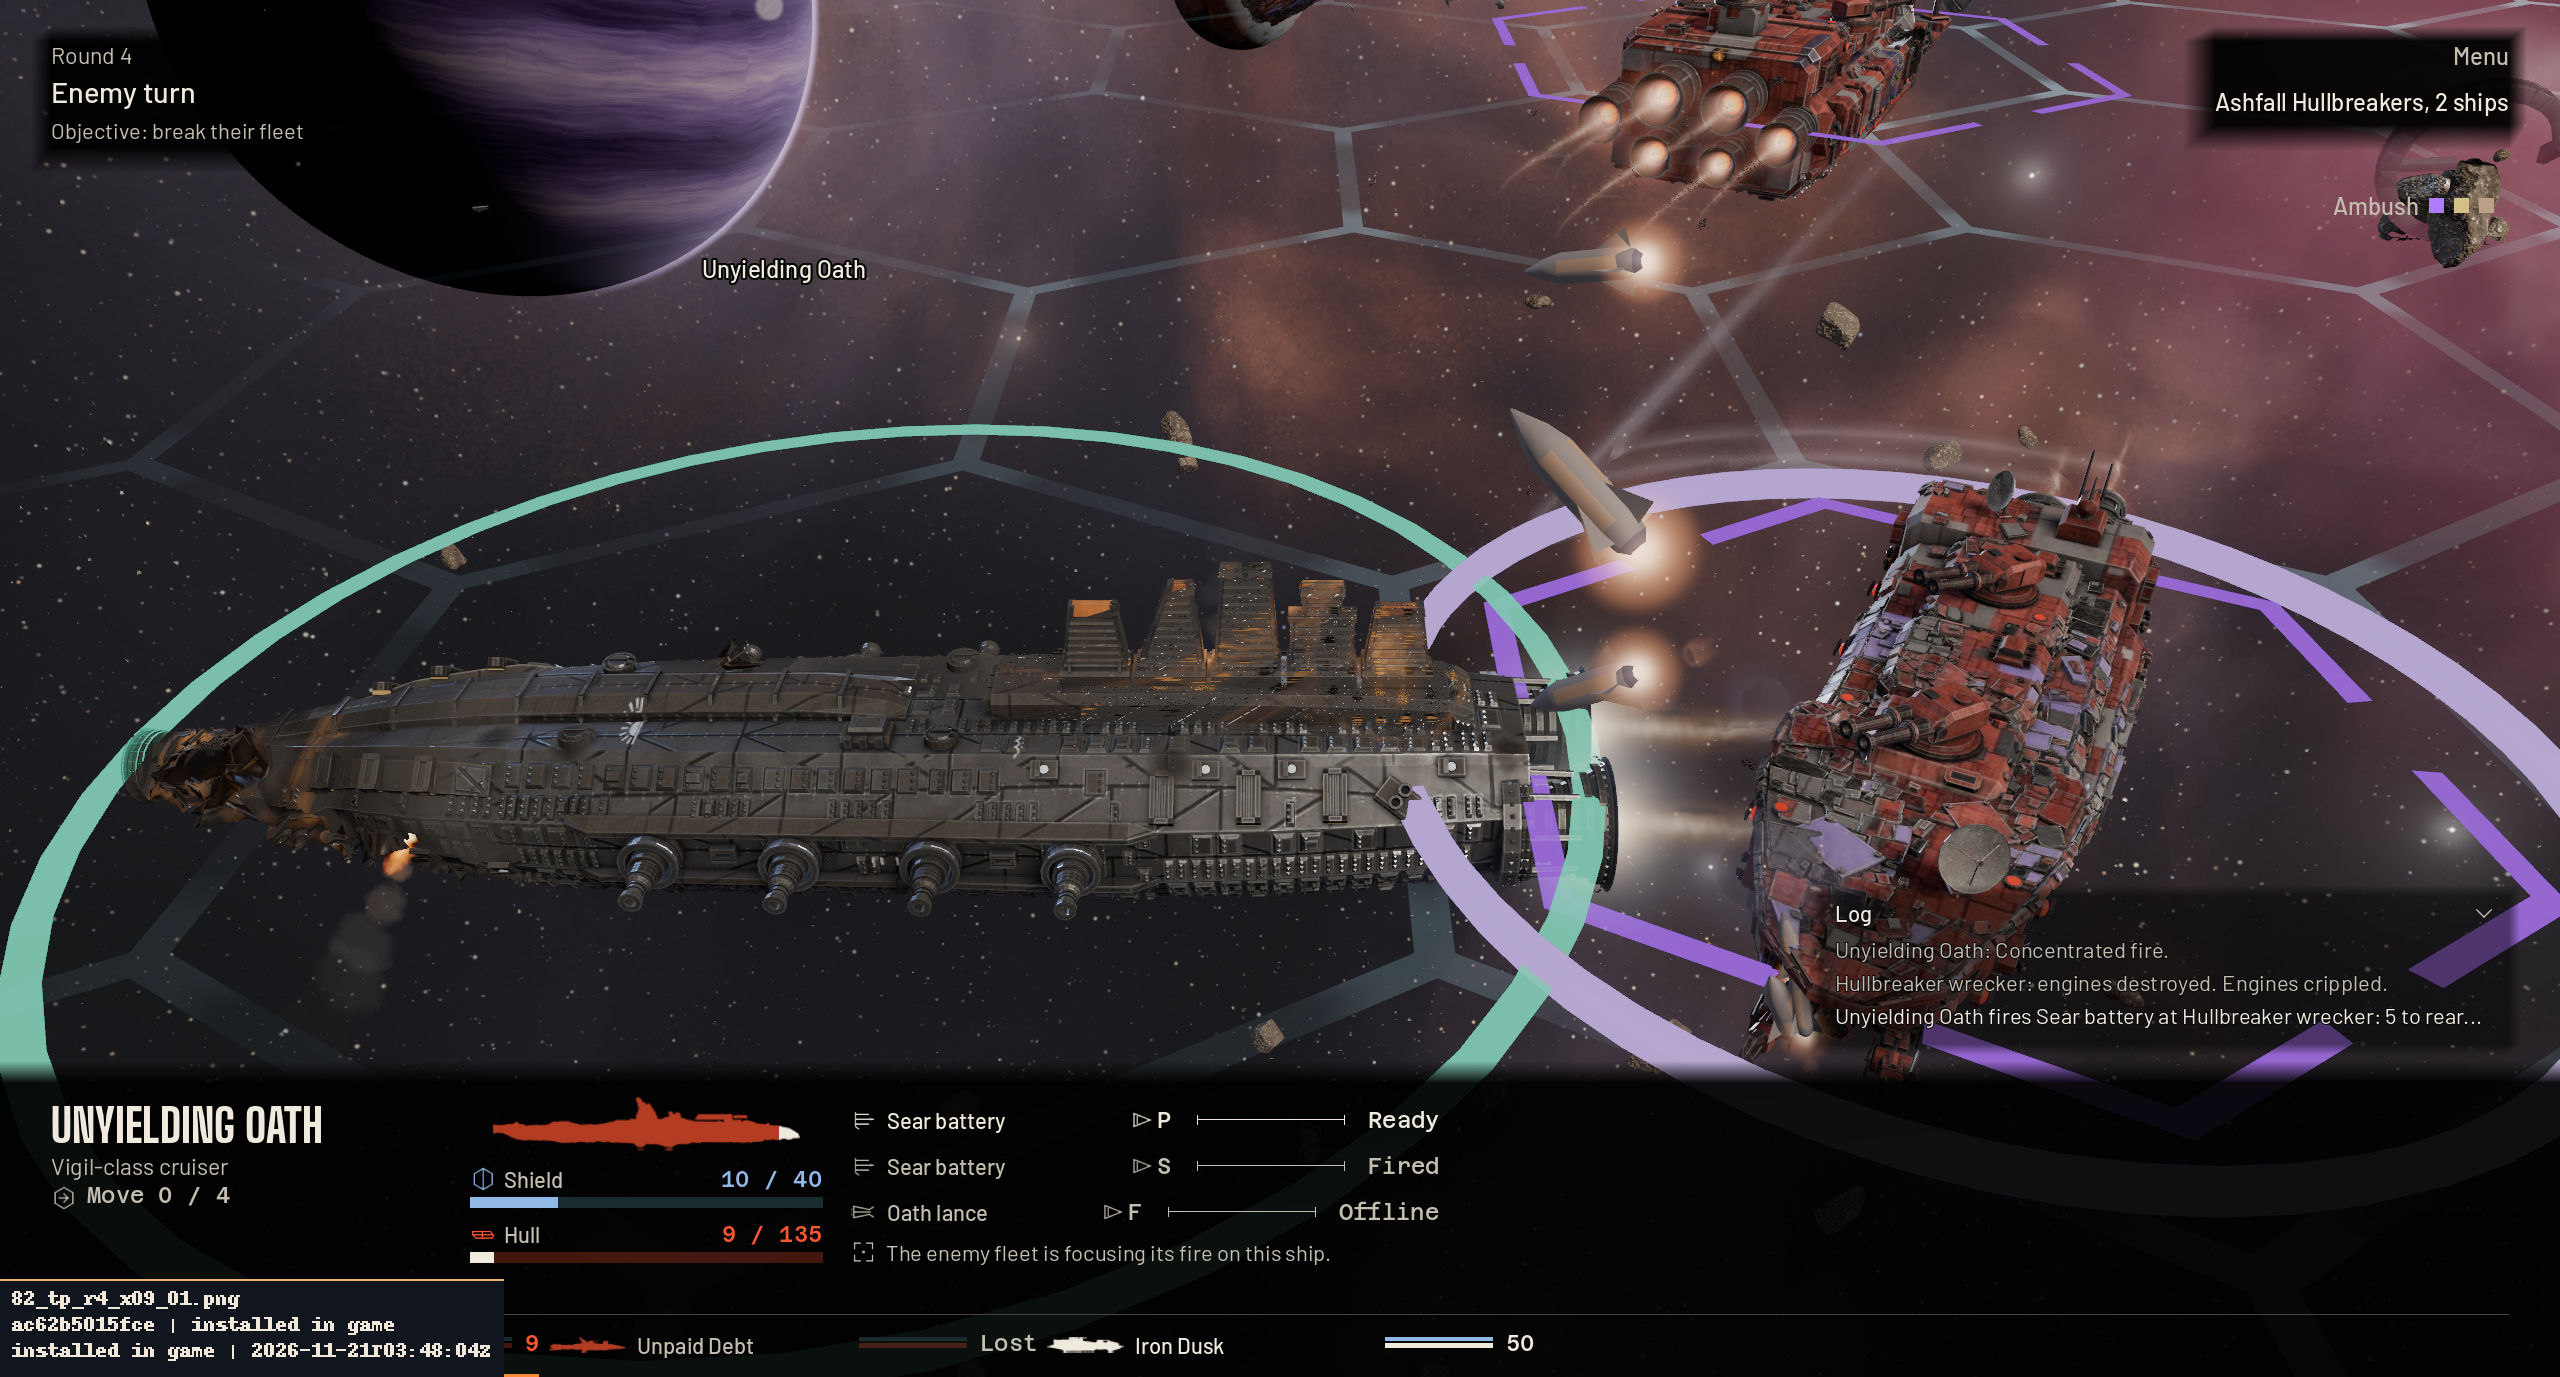 Round 4
Enemy turn
Objective: break their fleet
Menu
Ashfall Hullbreakers, 2 ships
Ambush
Unyielding Oath
Log
Unyielding Oath: Concentrated fire.
Hullbreaker wrecker: engines destroyed. Engines crippled.
Unyielding Oath fires Sear battery at Hullbreaker wrecker: 5 to rear...
UNYIELDING OATH
Vigil-class cruiser
Move 0 / 4
Shield 10 / 40
Hull 9 / 135
Sear battery P Ready
Sear battery S Fired
Oath lance F Offline
The enemy fleet is focusing its fire on this ship.
82_tp_r4_x09_01.png
ac62b5015fce | installed in game
installed in game | 2026-11-21T03:48:04Z
9 Unpaid Debt Lost Iron Dusk 50